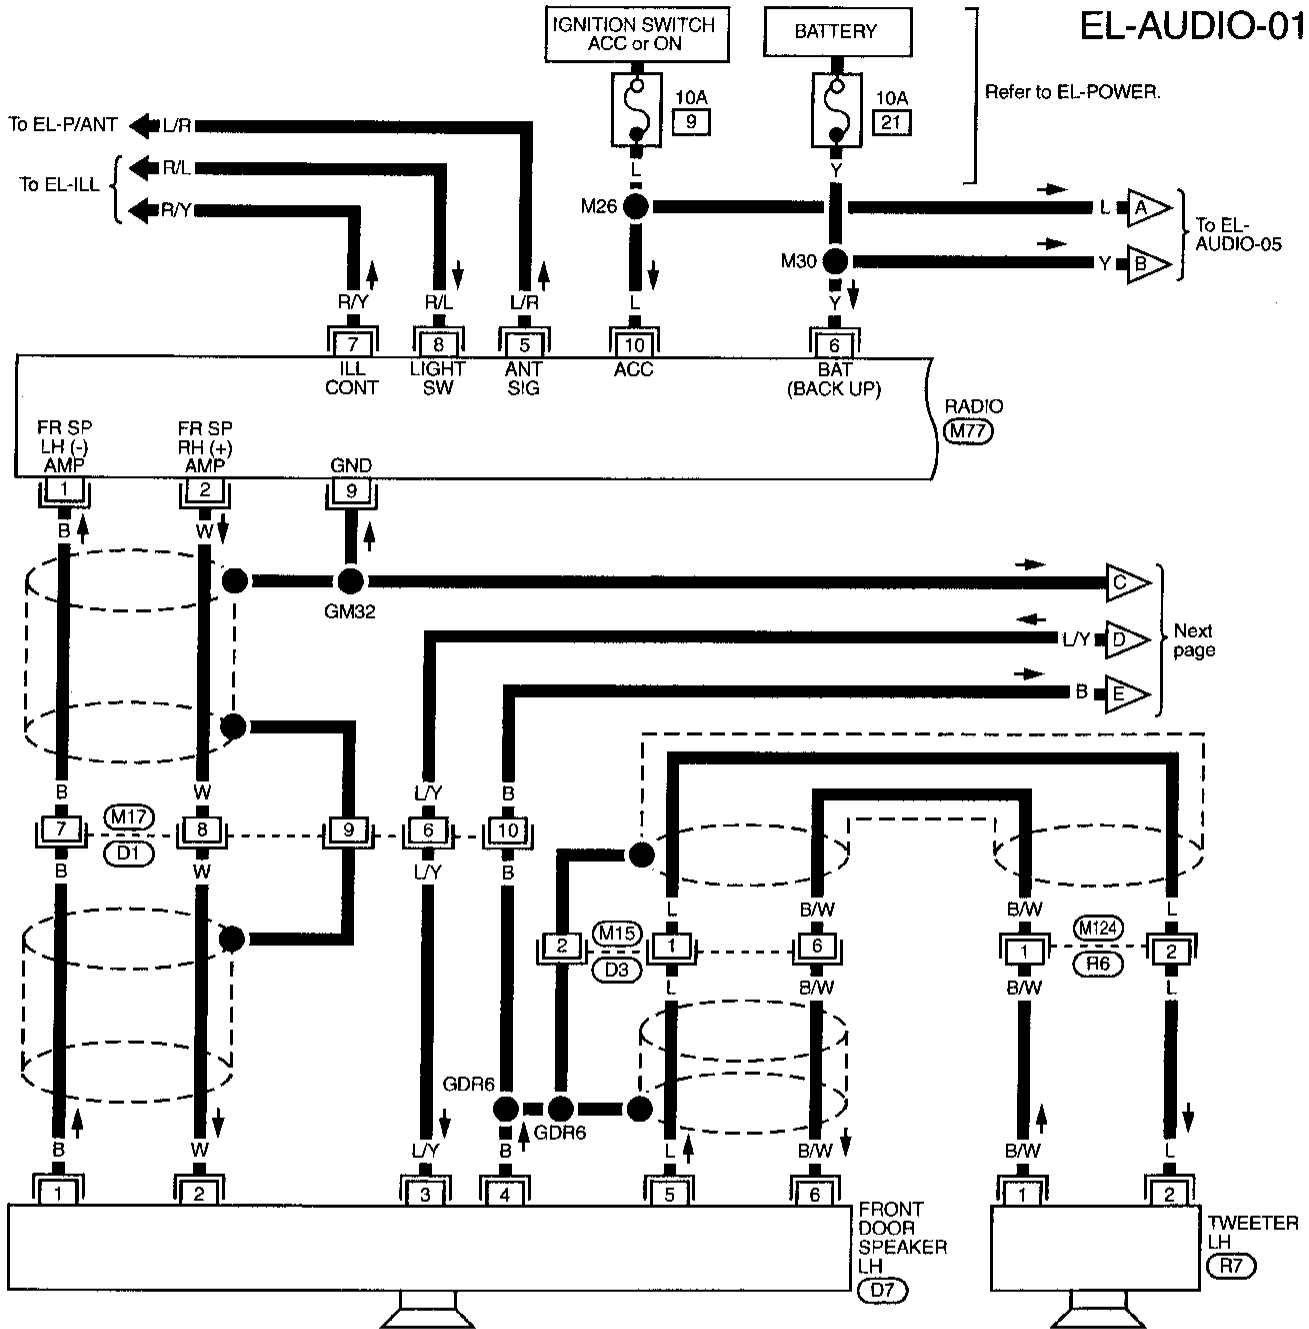 EL-AUDIO-01
IGNITION SWITCH
ACC or ON
BATTERY
10A
9
10A
21
Refer to EL-POWER.
To EL-P/ANT
L/R
R/L
To EL-ILL
R/Y
L
Y
M26
L
A
To EL-
AUDIO-05
M30
Y
B
R/Y
R/L
L/R
L
Y
7
8
5
10
6
ILL
CONT
LIGHT
SW
ANT
SIG
ACC
BAT
(BACK UP)
RADIO
M77
FR SP
LH (-)
AMP
FR SP
RH (+)
AMP
GND
1
2
9
B
W
GM32
C
L/Y
D
Next
page
B
E
B
W
L/Y
B
7
M17
D1
8
9
6
10
B
W
L/Y
B
L
B/W
B/W
L
2
M15
D3
1
6
1
M124
R6
2
L
B/W
B/W
L
GDR6
GDR6
B
W
L/Y
B
L
B/W
B/W
L
1
2
3
4
5
6
1
2
FRONT
DOOR
SPEAKER
LH
D7
TWEETER
LH
R7